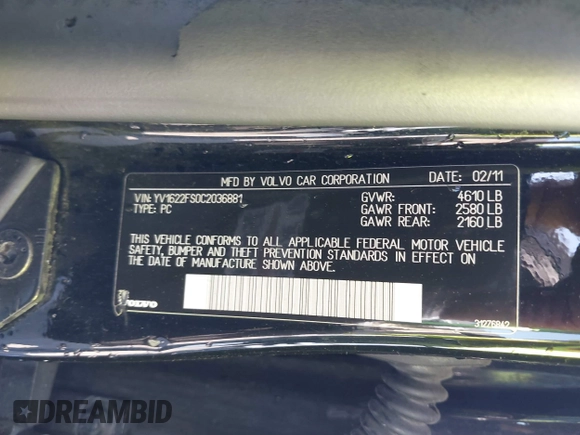 MFD BY VOLVO CAR CORPORATION 02/11
VIN: YV1622FS0C2036881 GVWR: 4610 LB
TYPE: PC GAWR FRONT: 2580 LB
GAWR REAR: 2160 LB
THIS VEHICLE CONFORMS TO ALL APPLICABLE FEDERAL MOTOR VEHICLE
SAFETY, BUMPER AND THEFT PREVENTION STANDARDS IN EFFECT ON
THE DATE OF MANUFACTURE SHOWN ABOVE.
VOLVO
31276942
DREAMBID